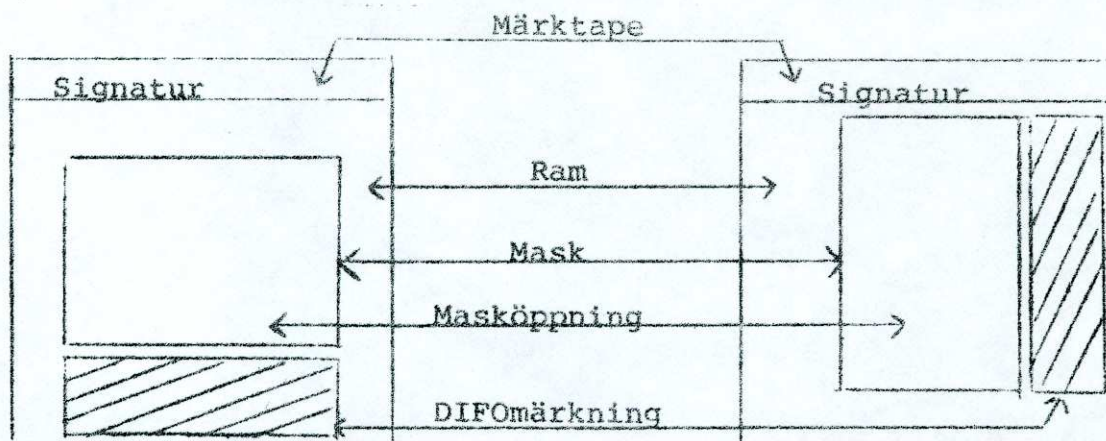 Märktape
Signatur Signatur
Ram
Mask
Masköppning
DIFOmärkning